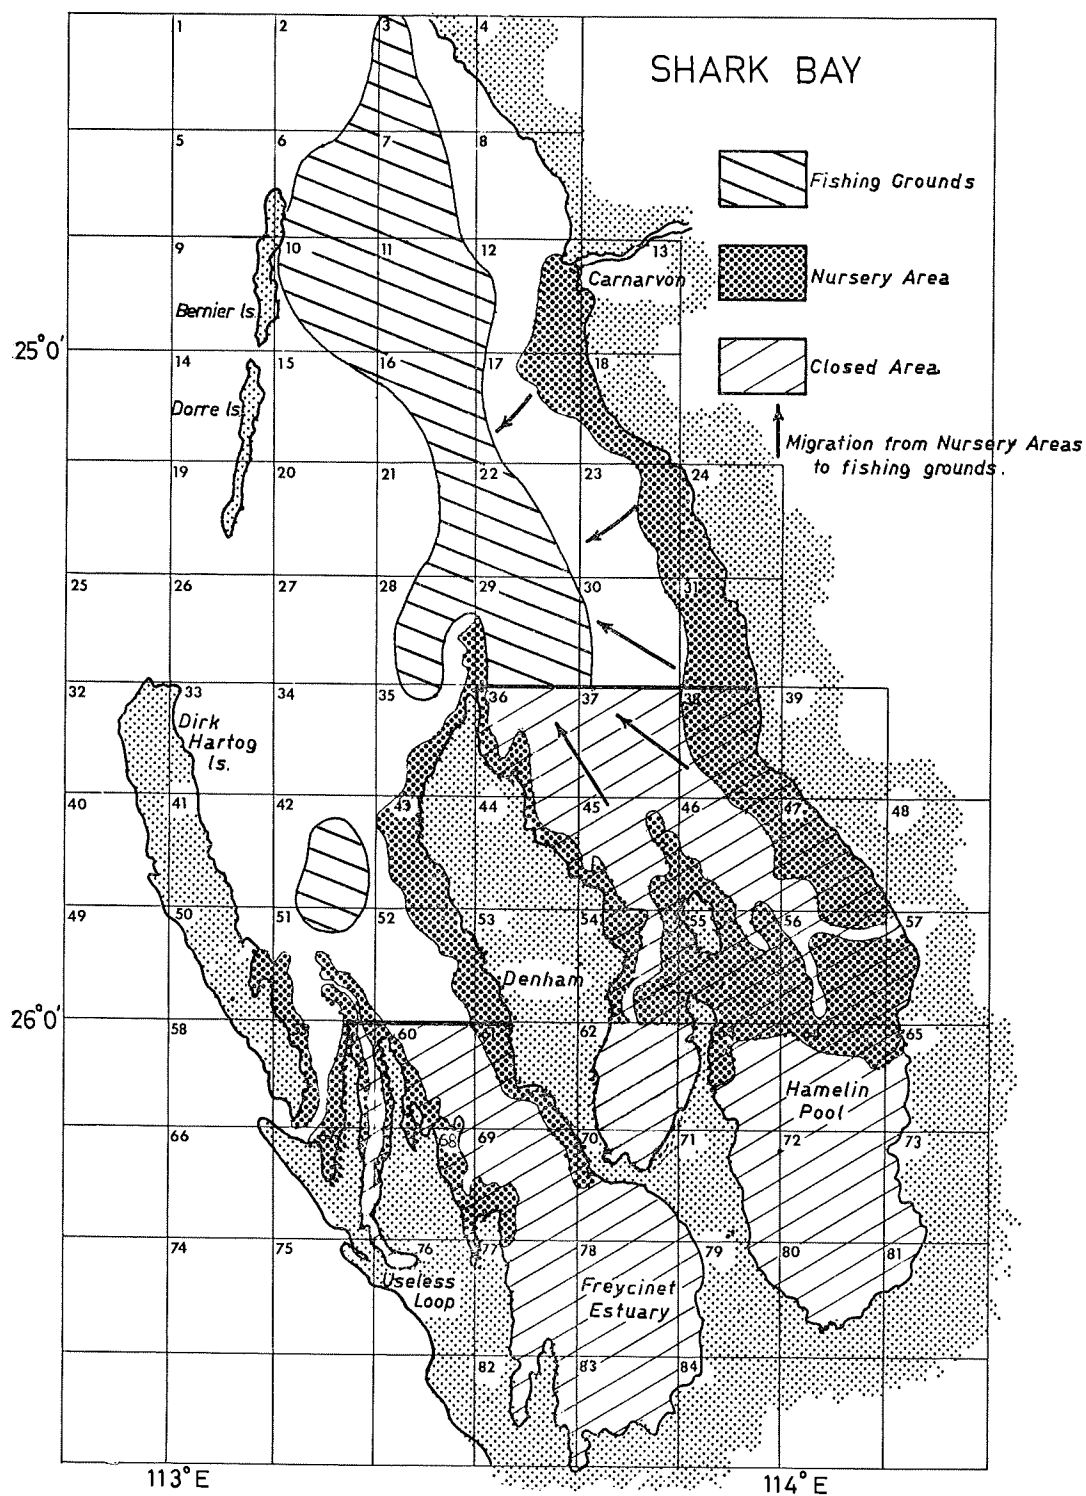 SHARK BAY
1 2 3 4
5 6 7 8
Fishing Grounds
9 10 11 12 13
Nursery Area
Carnarvon
Bernier Is.
25°0'
14 15 16 17 18
Closed Area
Dorre Is.
Migration from Nursery Areas
to fishing grounds.
19 20 21 22 23 24
25 26 27 28 29 30 31
32 33 34 35 36 37 38 39
Dirk
Hartog
Is.
40 41 42 43 44 45 46 47 48
49 50 51 52 53 54 55 56 57
Denham
26°0'
58 60 62 65
Hamelin
Pool
66 68 69 70 71 72 73
74 75 76 77 78 79 80 81
Useless
Loop
Freycinet
Estuary
82 83 84
113°E 114°E